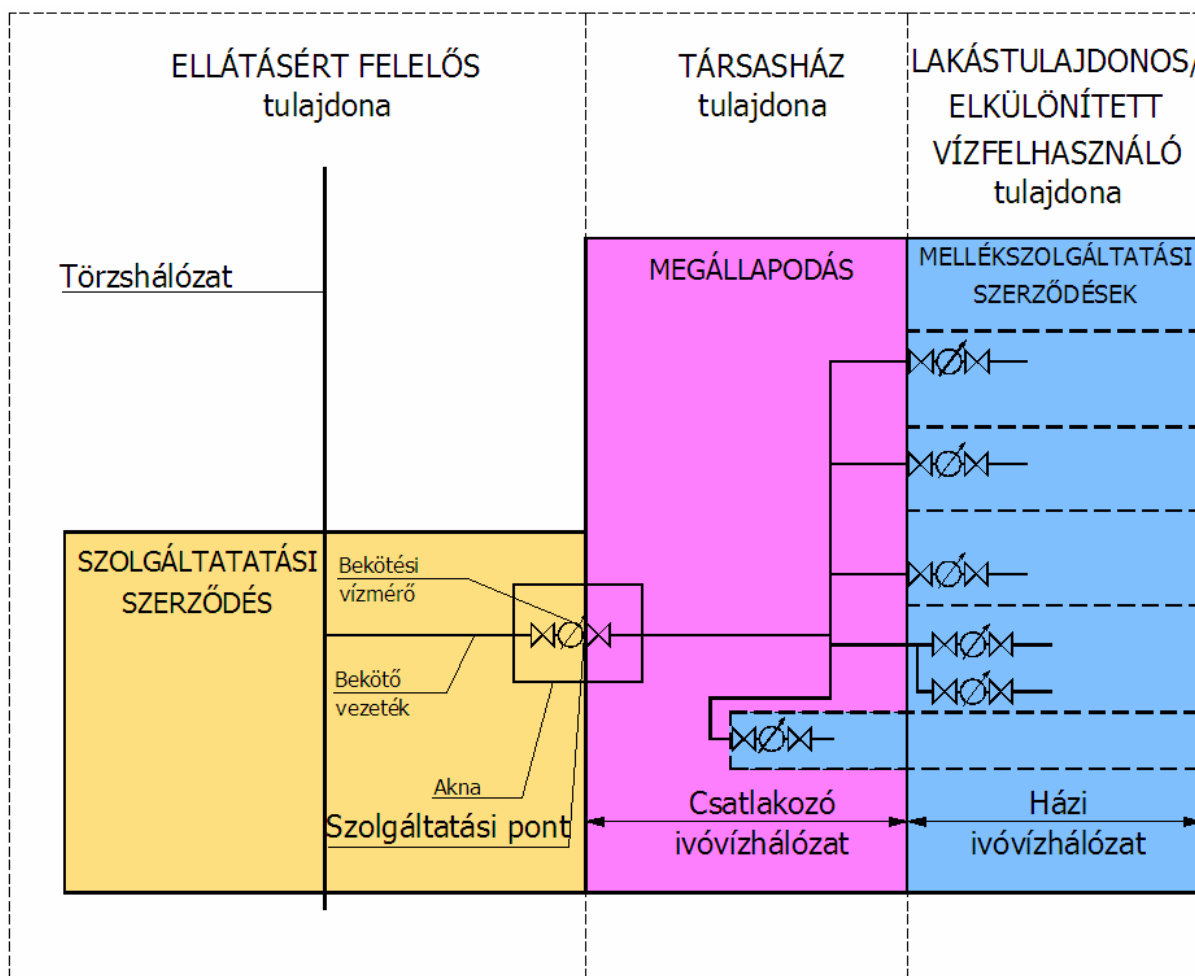 ELLÁTÁSÉRT FELELŐS
tulajdona
TÁRSASHÁZ
tulajdona
LAKÁSTULAJDONOS/
ELKÜLÖNÍTETT
VÍZFELHASZNÁLÓ
tulajdona
Törzshálózat
MEGÁLLAPODÁS
MELLÉKSZOLGÁLTATÁSI
SZERZŐDÉSEK
SZOLGÁLTATATÁSI
SZERZŐDÉS
Bekötési
vízmérő
Bekötő
vezeték
Akna
Szolgáltatási pont
Csatlakozó
ivóvízhálózat
Házi
ivóvízhálózat